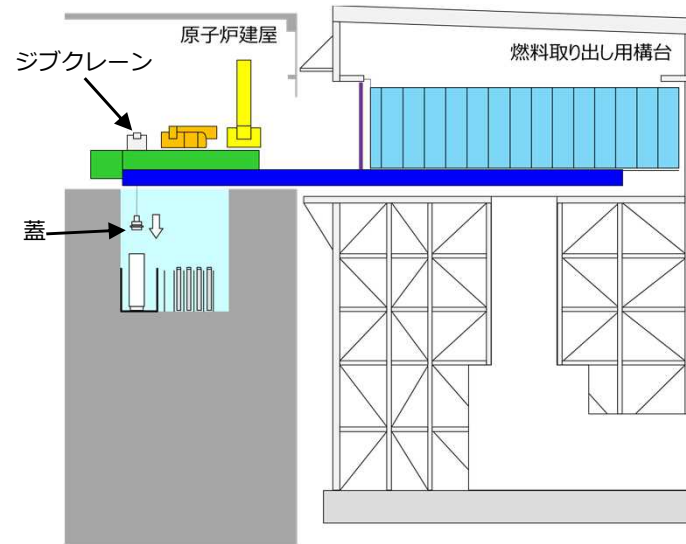 原子炉建屋
燃料取り出し用構台
ジブクレーン
蓋